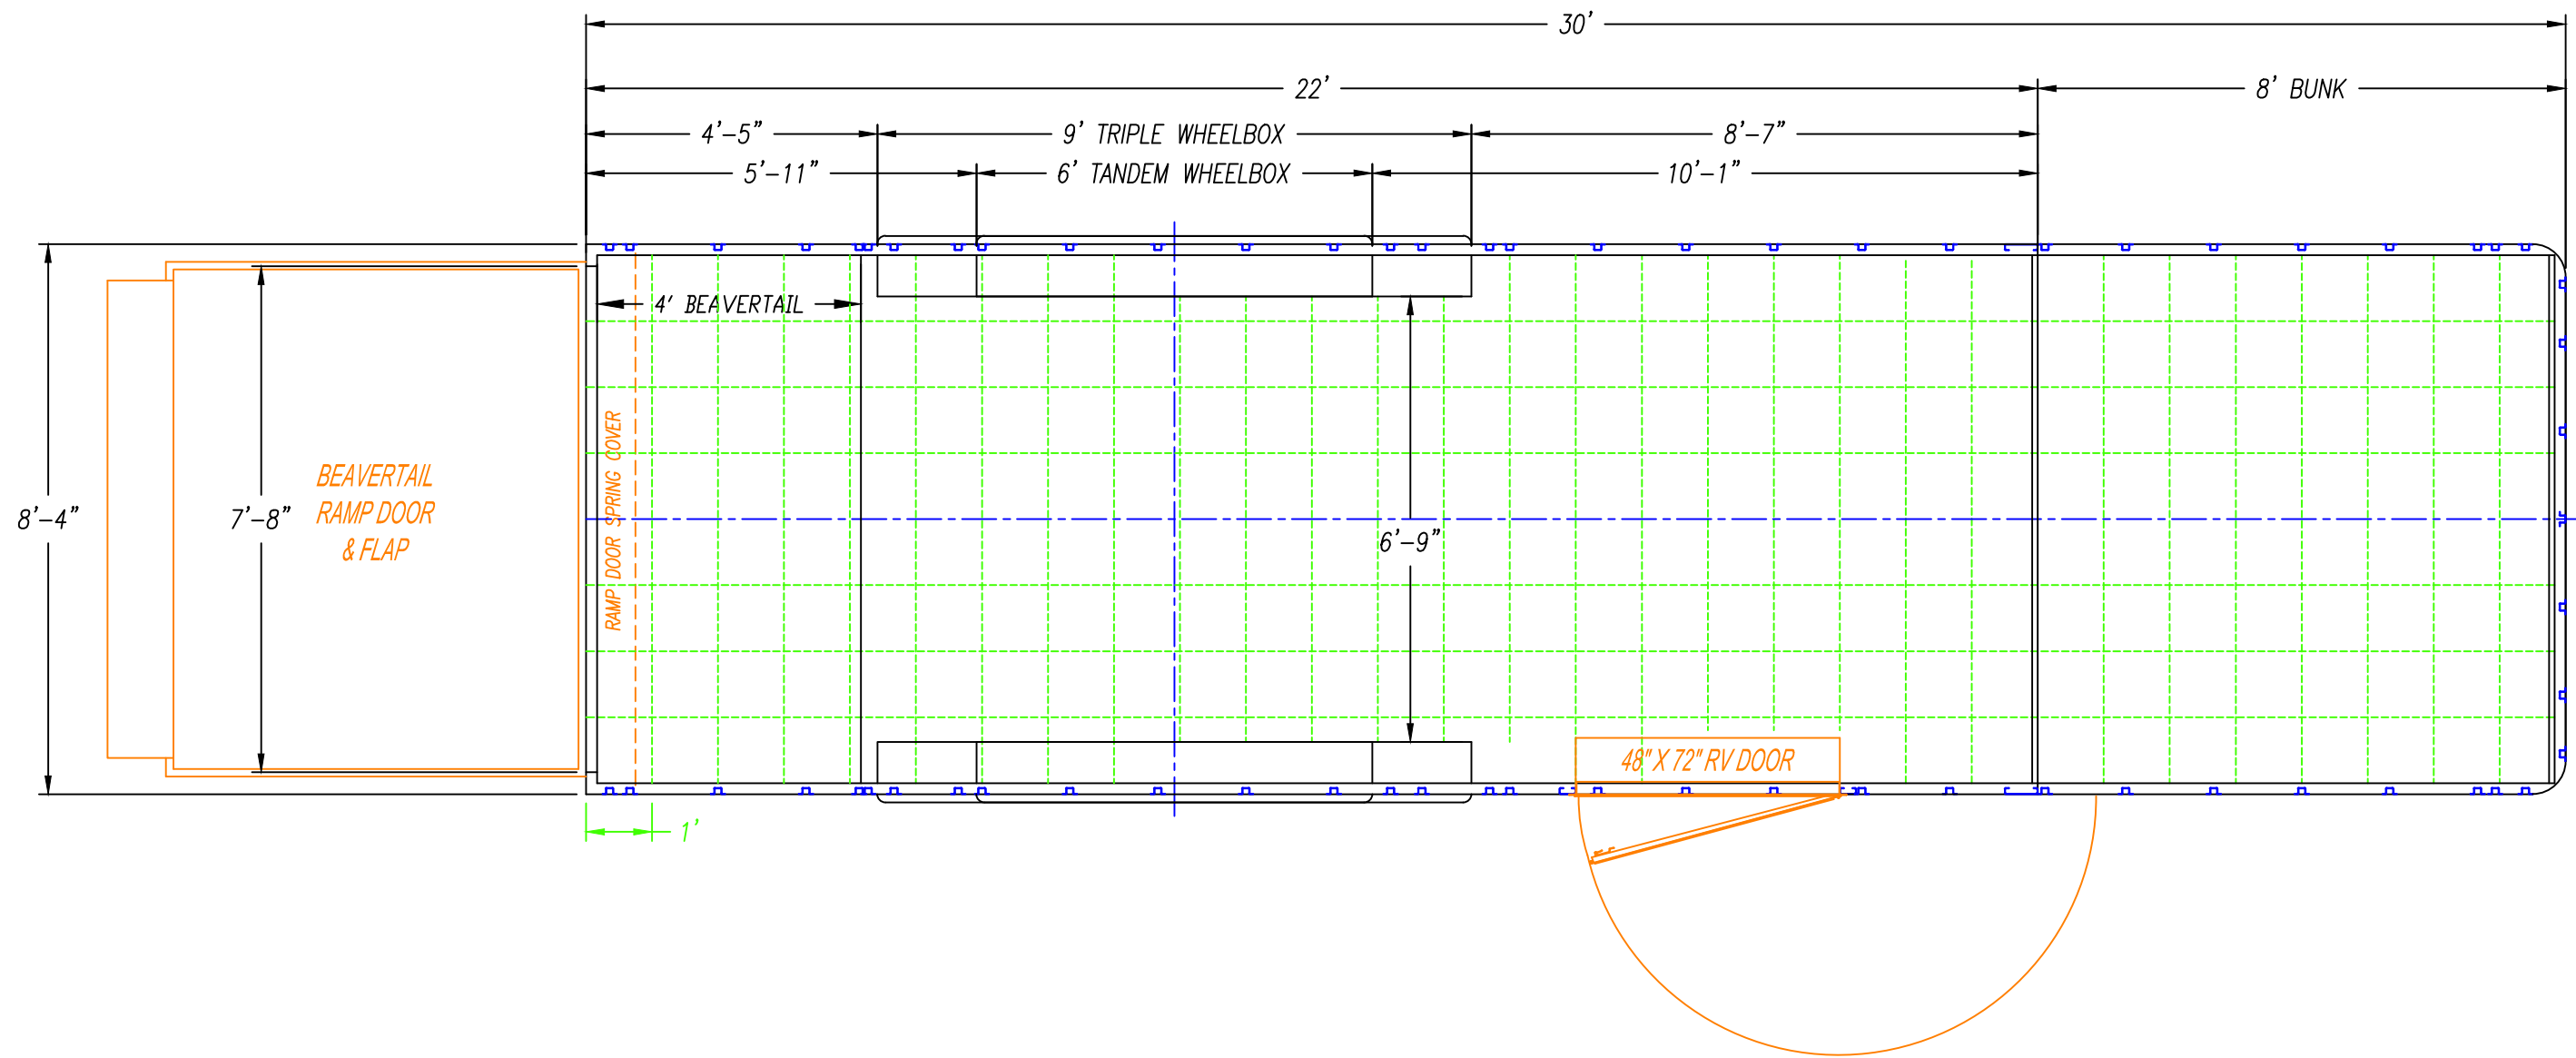 30'
22'
8' BUNK
4'-5"
9' TRIPLE WHEELBOX
8'-7"
5'-11"
6' TANDEM WHEELBOX
10'-1"
4' BEAVERTAIL
8'-4"
7'-8"
BEAVERTAIL
RAMP DOOR
& FLAP
RAMP DOOR SPRING COVER
6'-9"
48" X 72" RV DOOR
1'